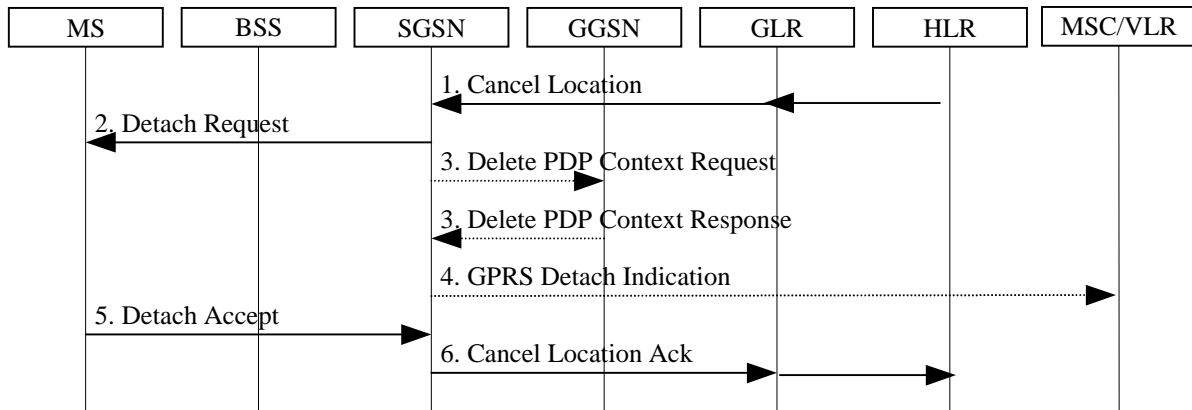 MS BSS SGSN GGSN GLR HLR MSC/VLR
1. Cancel Location
2. Detach Request
3. Delete PDP Context Request
3. Delete PDP Context Response
4. GPRS Detach Indication
5. Detach Accept
6. Cancel Location Ack